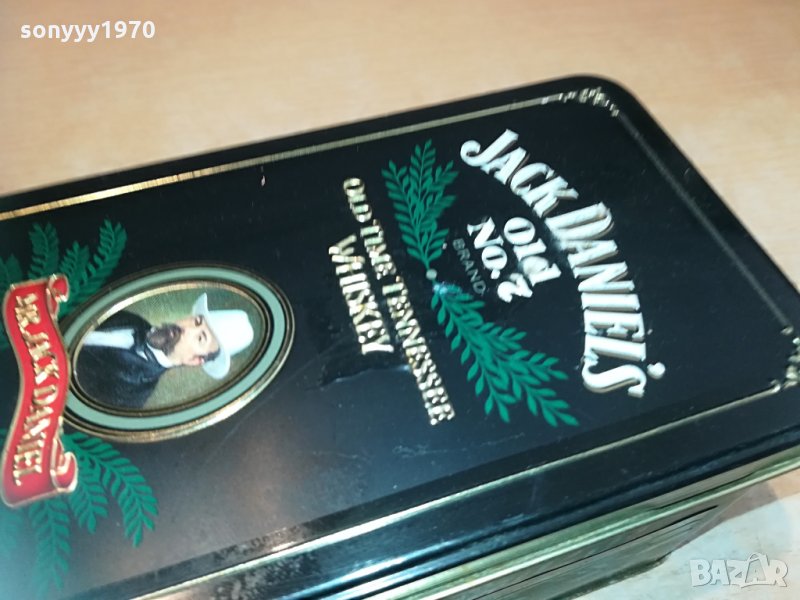 sonyyy1970
JACK DANIEL'S
Old
No. 7
BRAND
OLD TIME TENNESSEE
WHISKEY
MR. JACK DANIEL
BAZAR